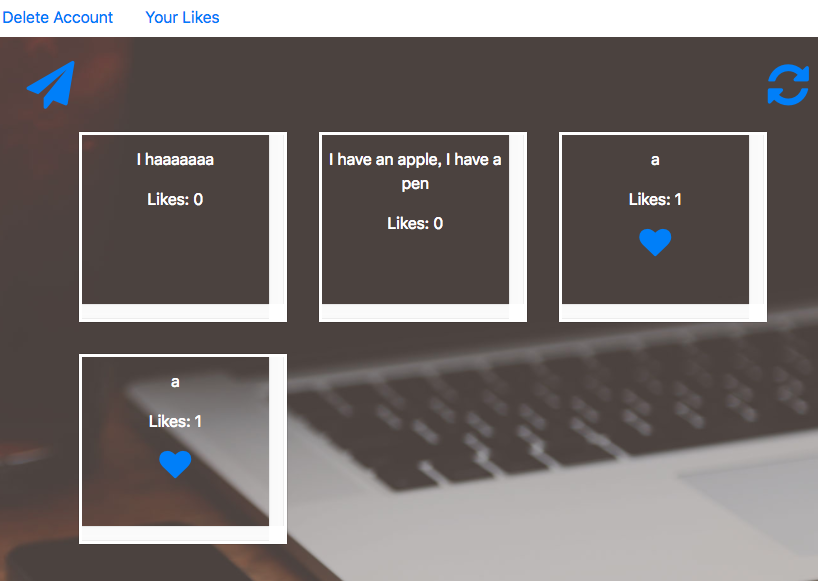 Delete Account
Your Likes
I haaaaaaa
Likes: 0
I have an apple, I have a
pen
Likes: 0
a
Likes: 1
a
Likes: 1